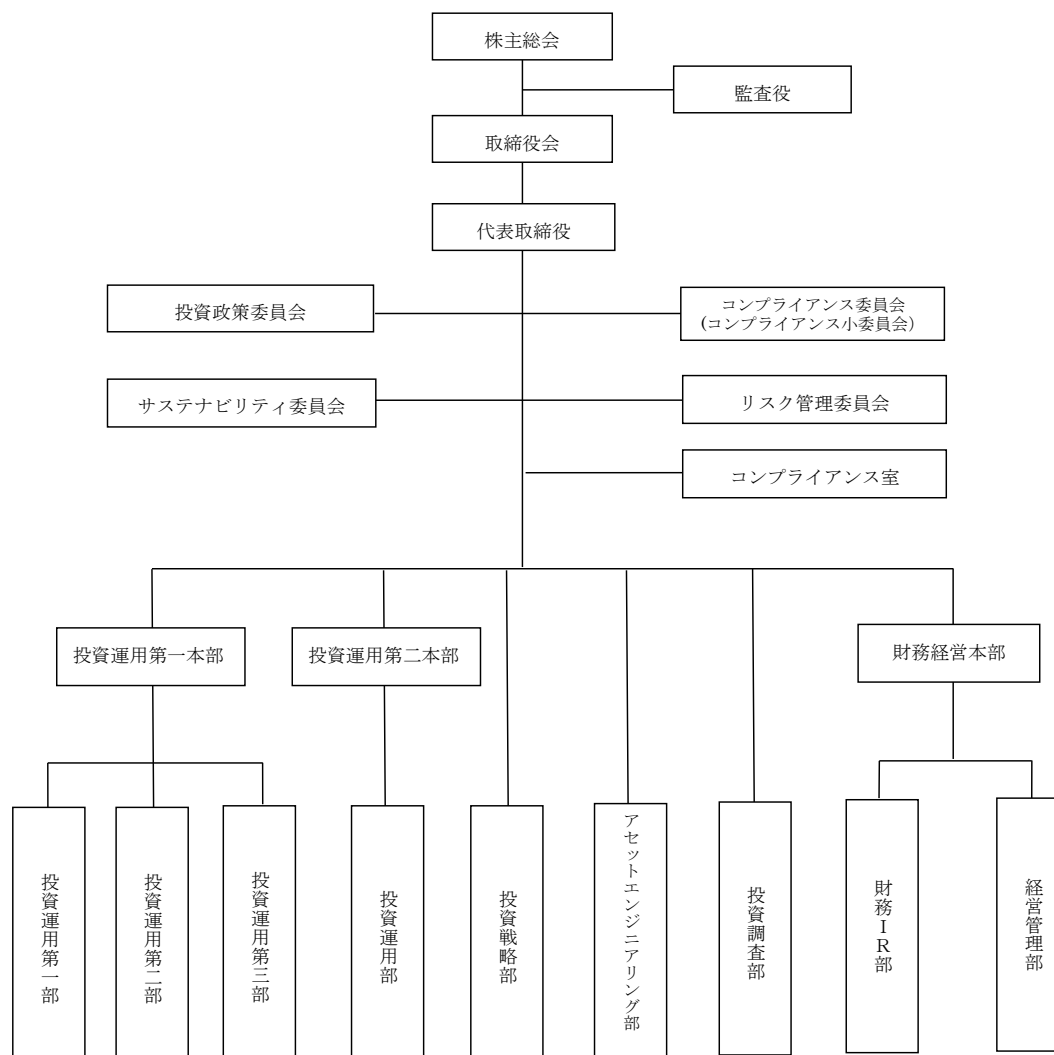 株主総会
監査役
取締役会
代表取締役
投資政策委員会
コンプライアンス委員会
(コンプライアンス小委員会)
サステナビリティ委員会
リスク管理委員会
コンプライアンス室
投資運用第一本部
投資運用第二本部
財務経営本部
投資運用第一部
投資運用第二部
投資運用第三部
投資運用部
投資戦略部
アセットエンジニアリング部
投資調査部
財務IR部
経営管理部